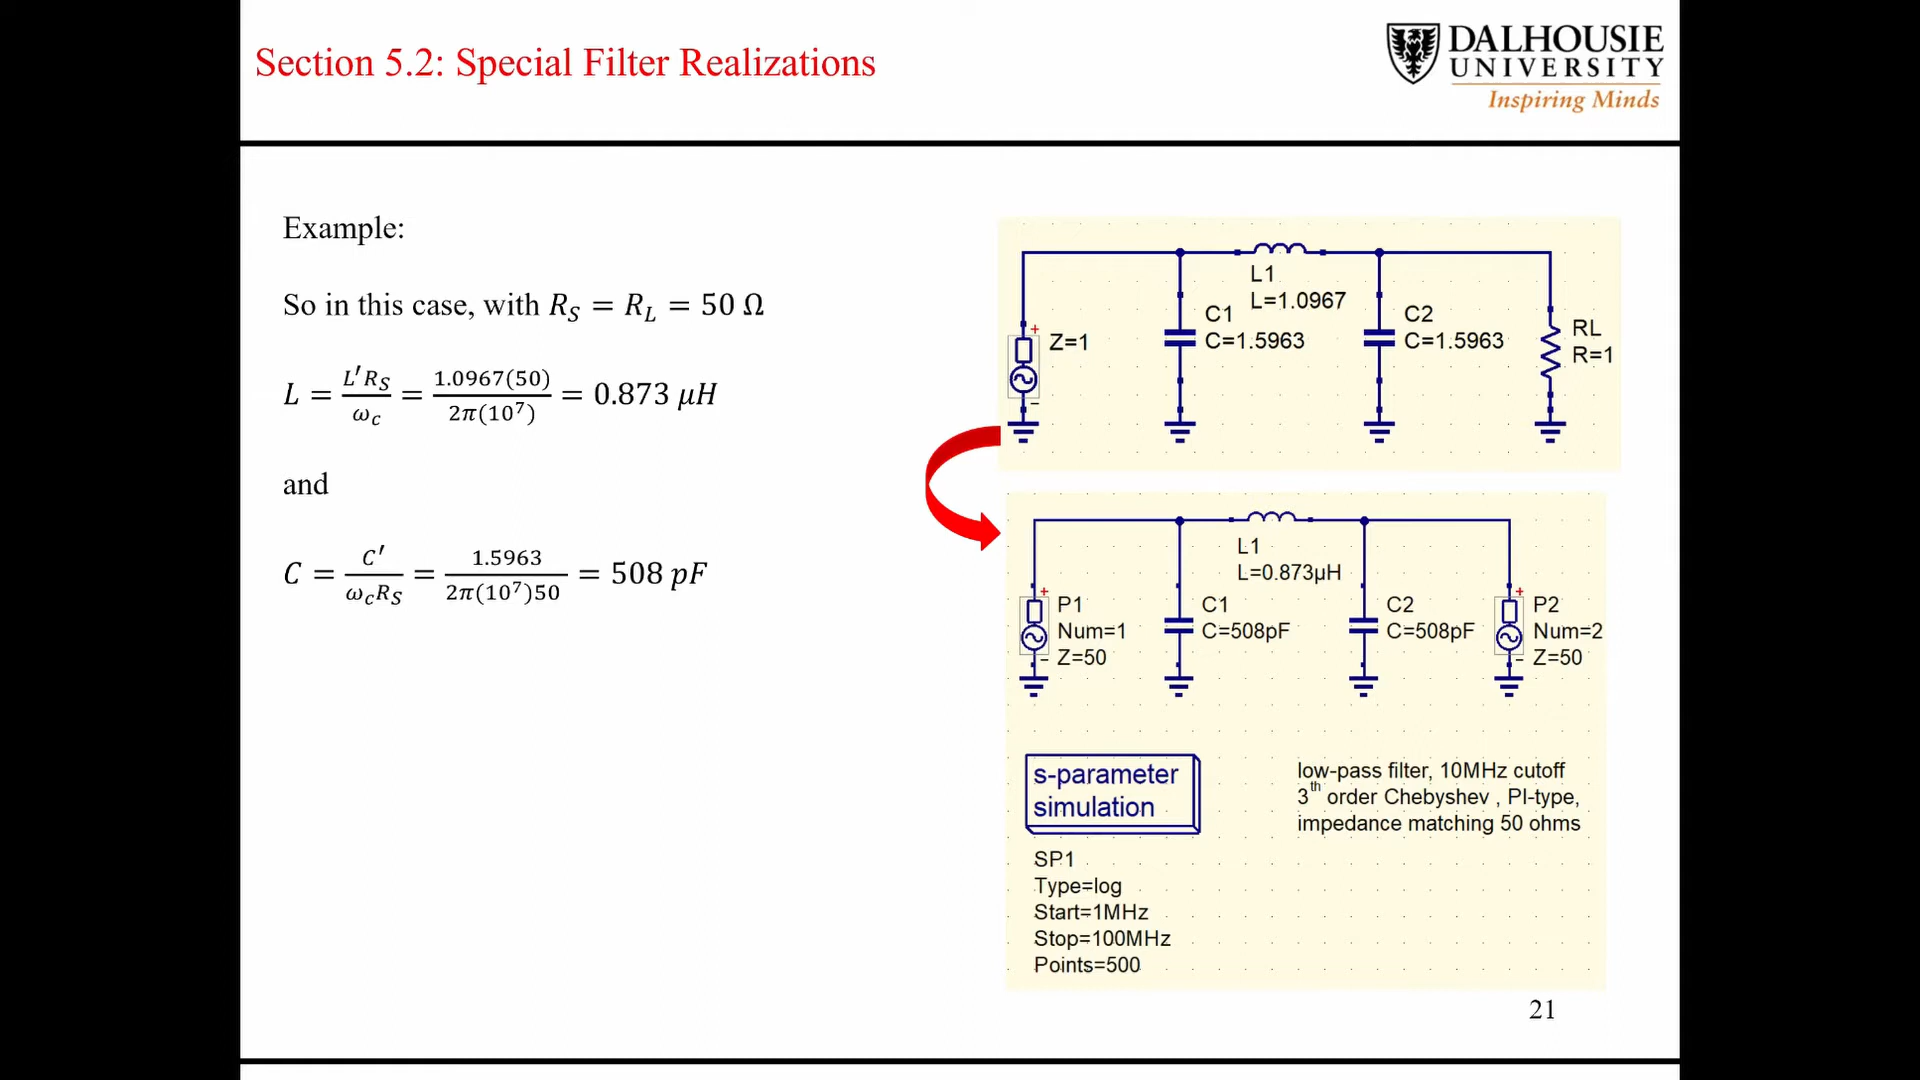 Section 5.2: Special Filter Realizations
DALHOUSIE
UNIVERSITY
Inspiring Minds
Example:
So in this case, with R_S = R_L = 50 Ω
L = L′R_S / ω_c = 1.0967(50) / 2π(10⁷) = 0.873 μH
and
C = C′ / ω_cR_S = 1.5963 / 2π(10⁷)50 = 508 pF
L1
L=1.0967
+
Z=1
−
C1
C=1.5963
C2
C=1.5963
RL
R=1
L1
L=0.873µH
+
P1
Num=1
− Z=50
C1
C=508pF
C2
C=508pF
+
P2
Num=2
− Z=50
s-parameter
simulation
low-pass filter, 10MHz cutoff
3th order Chebyshev , PI-type,
impedance matching 50 ohms
SP1
Type=log
Start=1MHz
Stop=100MHz
Points=500
21